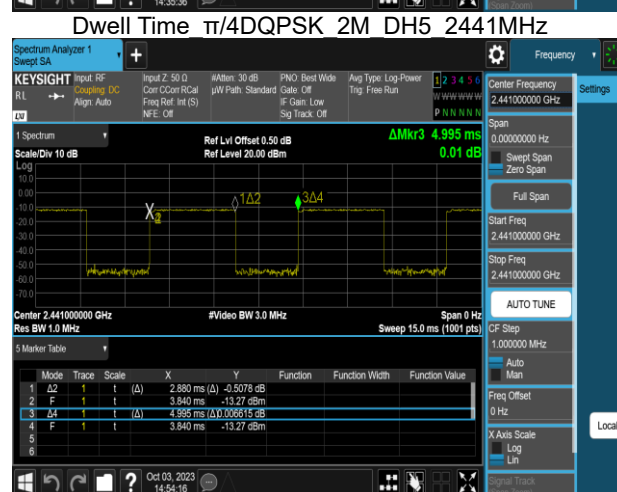 14:35:36
(Span Zoom)
Dwell Time_π/4DQPSK_2M_DH5_2441MHz
Spectrum Analyzer 1
Swept SA
Frequency
KEYSIGHT Input: RF Input Z: 50 Ω #Atten: 30 dB PNO: Best Wide Avg Type: Log-Power 1 2 3 4 5 6
RL Coupling: DC Corr CCorr RCal µW Path: Standard Gate: Off Trig: Free Run
Align: Auto Freq Ref: Int (S) IF Gain: Low W W W W W W
NFE: Off Sig Track: Off P N N N N N
LXI
1 Spectrum
Scale/Div 10 dB
Ref Lvl Offset 0.50 dB
Ref Level 20.00 dBm
ΔMkr3 4.995 ms
0.01 dB
Log
10.0
0.00
-10.0
-20.0
-30.0
-40.0
-50.0
-60.0
-70.0
1Δ2
3Δ4
Center 2.441000000 GHz #Video BW 3.0 MHz Span 0 Hz
Res BW 1.0 MHz Sweep 15.0 ms (1001 pts)
5 Marker Table
Mode Trace Scale X Y Function Function Width Function Value
1 Δ2 1 t (Δ) 2.880 ms (Δ) -0.5078 dB
2 F 1 t 3.840 ms -13.27 dBm
3 Δ4 1 t (Δ) 4.995 ms (Δ) 0.006615 dB
4 F 1 t 3.840 ms -13.27 dBm
5
6
Oct 03, 2023
14:54:16
Center Frequency
2.441000000 GHz
Settings
Span
0.00000000 Hz
Swept Span
Zero Span
Full Span
Start Freq
2.441000000 GHz
Stop Freq
2.441000000 GHz
AUTO TUNE
CF Step
1.000000 MHz
Auto
Man
Freq Offset
0 Hz
Local
X Axis Scale
Log
Lin
Signal Track